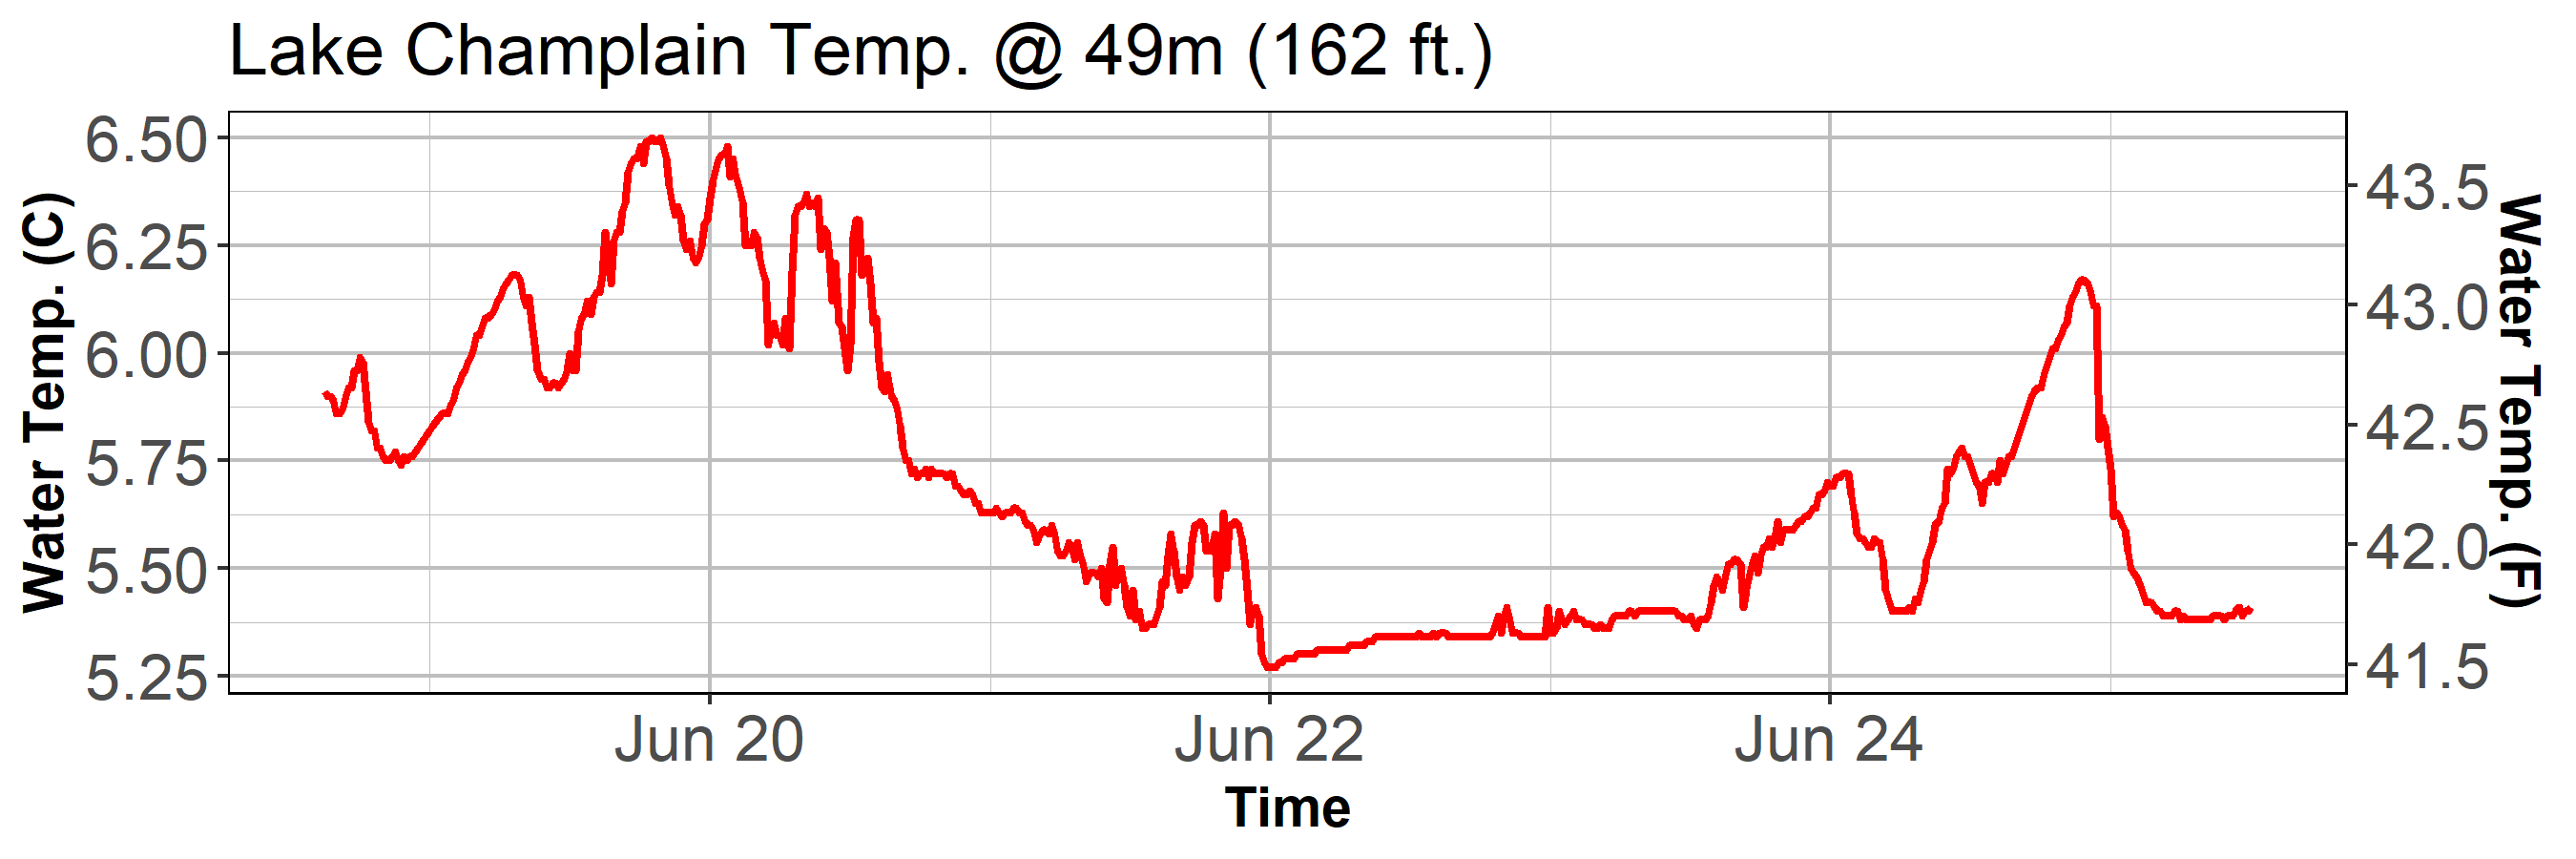 Lake Champlain Temp. @ 49m (162 ft.)
Water Temp. (C)
6.50
6.25
6.00
5.75
5.50
5.25
43.5
43.0
42.5
42.0
41.5
Water Temp. (F)
Jun 20
Jun 22
Jun 24
Time